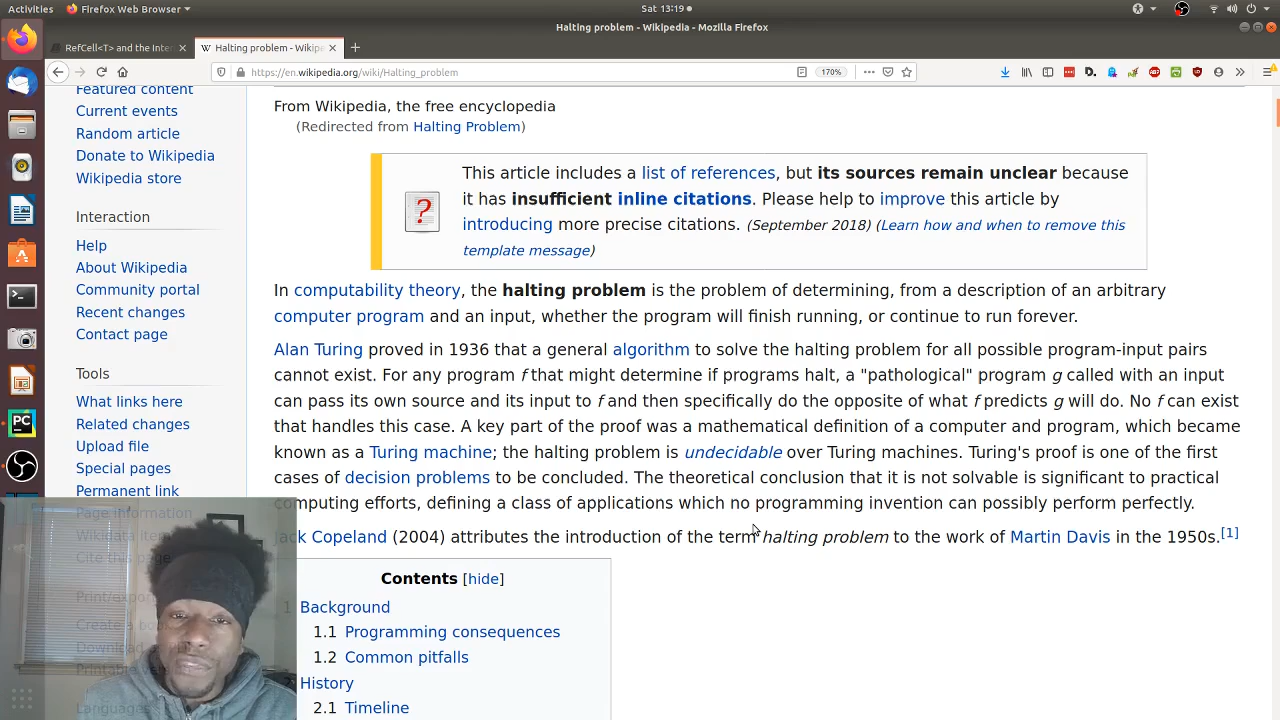 Activities
Firefox Web Browser
Sat 13:19
Halting problem - Wikipedia - Mozilla Firefox
RefCell<T> and the Inte
W Halting problem - Wikipe
https://en.wikipedia.org/wiki/Halting_problem
170%
Featured content
Current events
Random article
Donate to Wikipedia
Wikipedia store
Interaction
Help
About Wikipedia
Community portal
Recent changes
Contact page
Tools
What links here
Related changes
Upload file
Special pages
Permanent link
Page information
Wikidata item
Cite this page
Print/expor
Create a bo
Languages
From Wikipedia, the free encyclopedia
(Redirected from Halting Problem)
This article includes a list of references, but its sources remain unclear because
it has insufficient inline citations. Please help to improve this article by
introducing more precise citations. (September 2018) (Learn how and when to remove this
template message)
In computability theory, the halting problem is the problem of determining, from a description of an arbitrary
computer program and an input, whether the program will finish running, or continue to run forever.
Alan Turing proved in 1936 that a general algorithm to solve the halting problem for all possible program-input pairs
cannot exist. For any program f that might determine if programs halt, a "pathological" program g called with an input
can pass its own source and its input to f and then specifically do the opposite of what f predicts g will do. No f can exist
that handles this case. A key part of the proof was a mathematical definition of a computer and program, which became
known as a Turing machine; the halting problem is undecidable over Turing machines. Turing's proof is one of the first
cases of decision problems to be concluded. The theoretical conclusion that it is not solvable is significant to practical
computing efforts, defining a class of applications which no programming invention can possibly perform perfectly.
Jack Copeland (2004) attributes the introduction of the term halting problem to the work of Martin Davis in the 1950s.[1]
Contents [hide]
1 Background
1.1 Programming consequences
1.2 Common pitfalls
History
2.1 Timeline